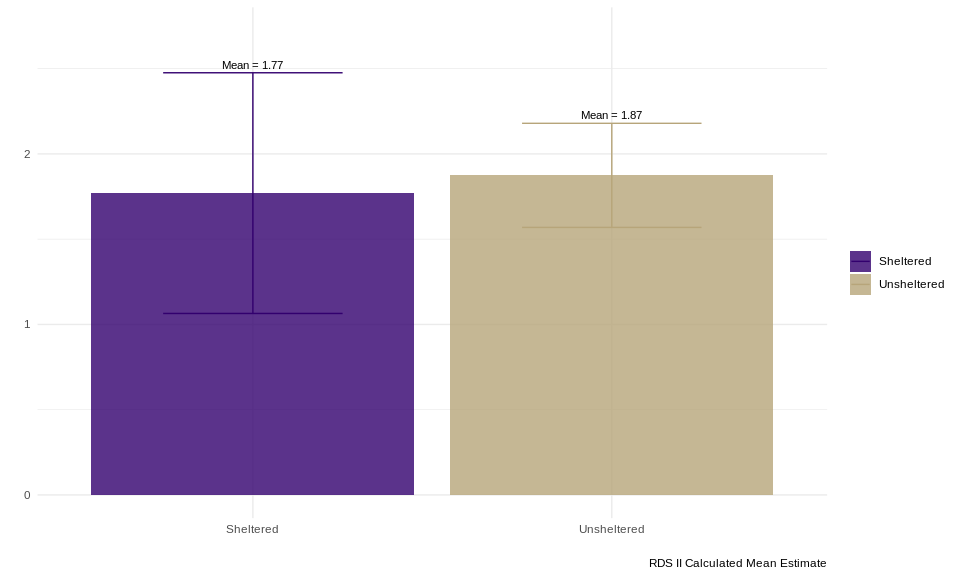 Mean = 1.77
Mean = 1.87
2
1
0
Sheltered
Unsheltered
Sheltered
Unsheltered
RDS II Calculated Mean Estimate